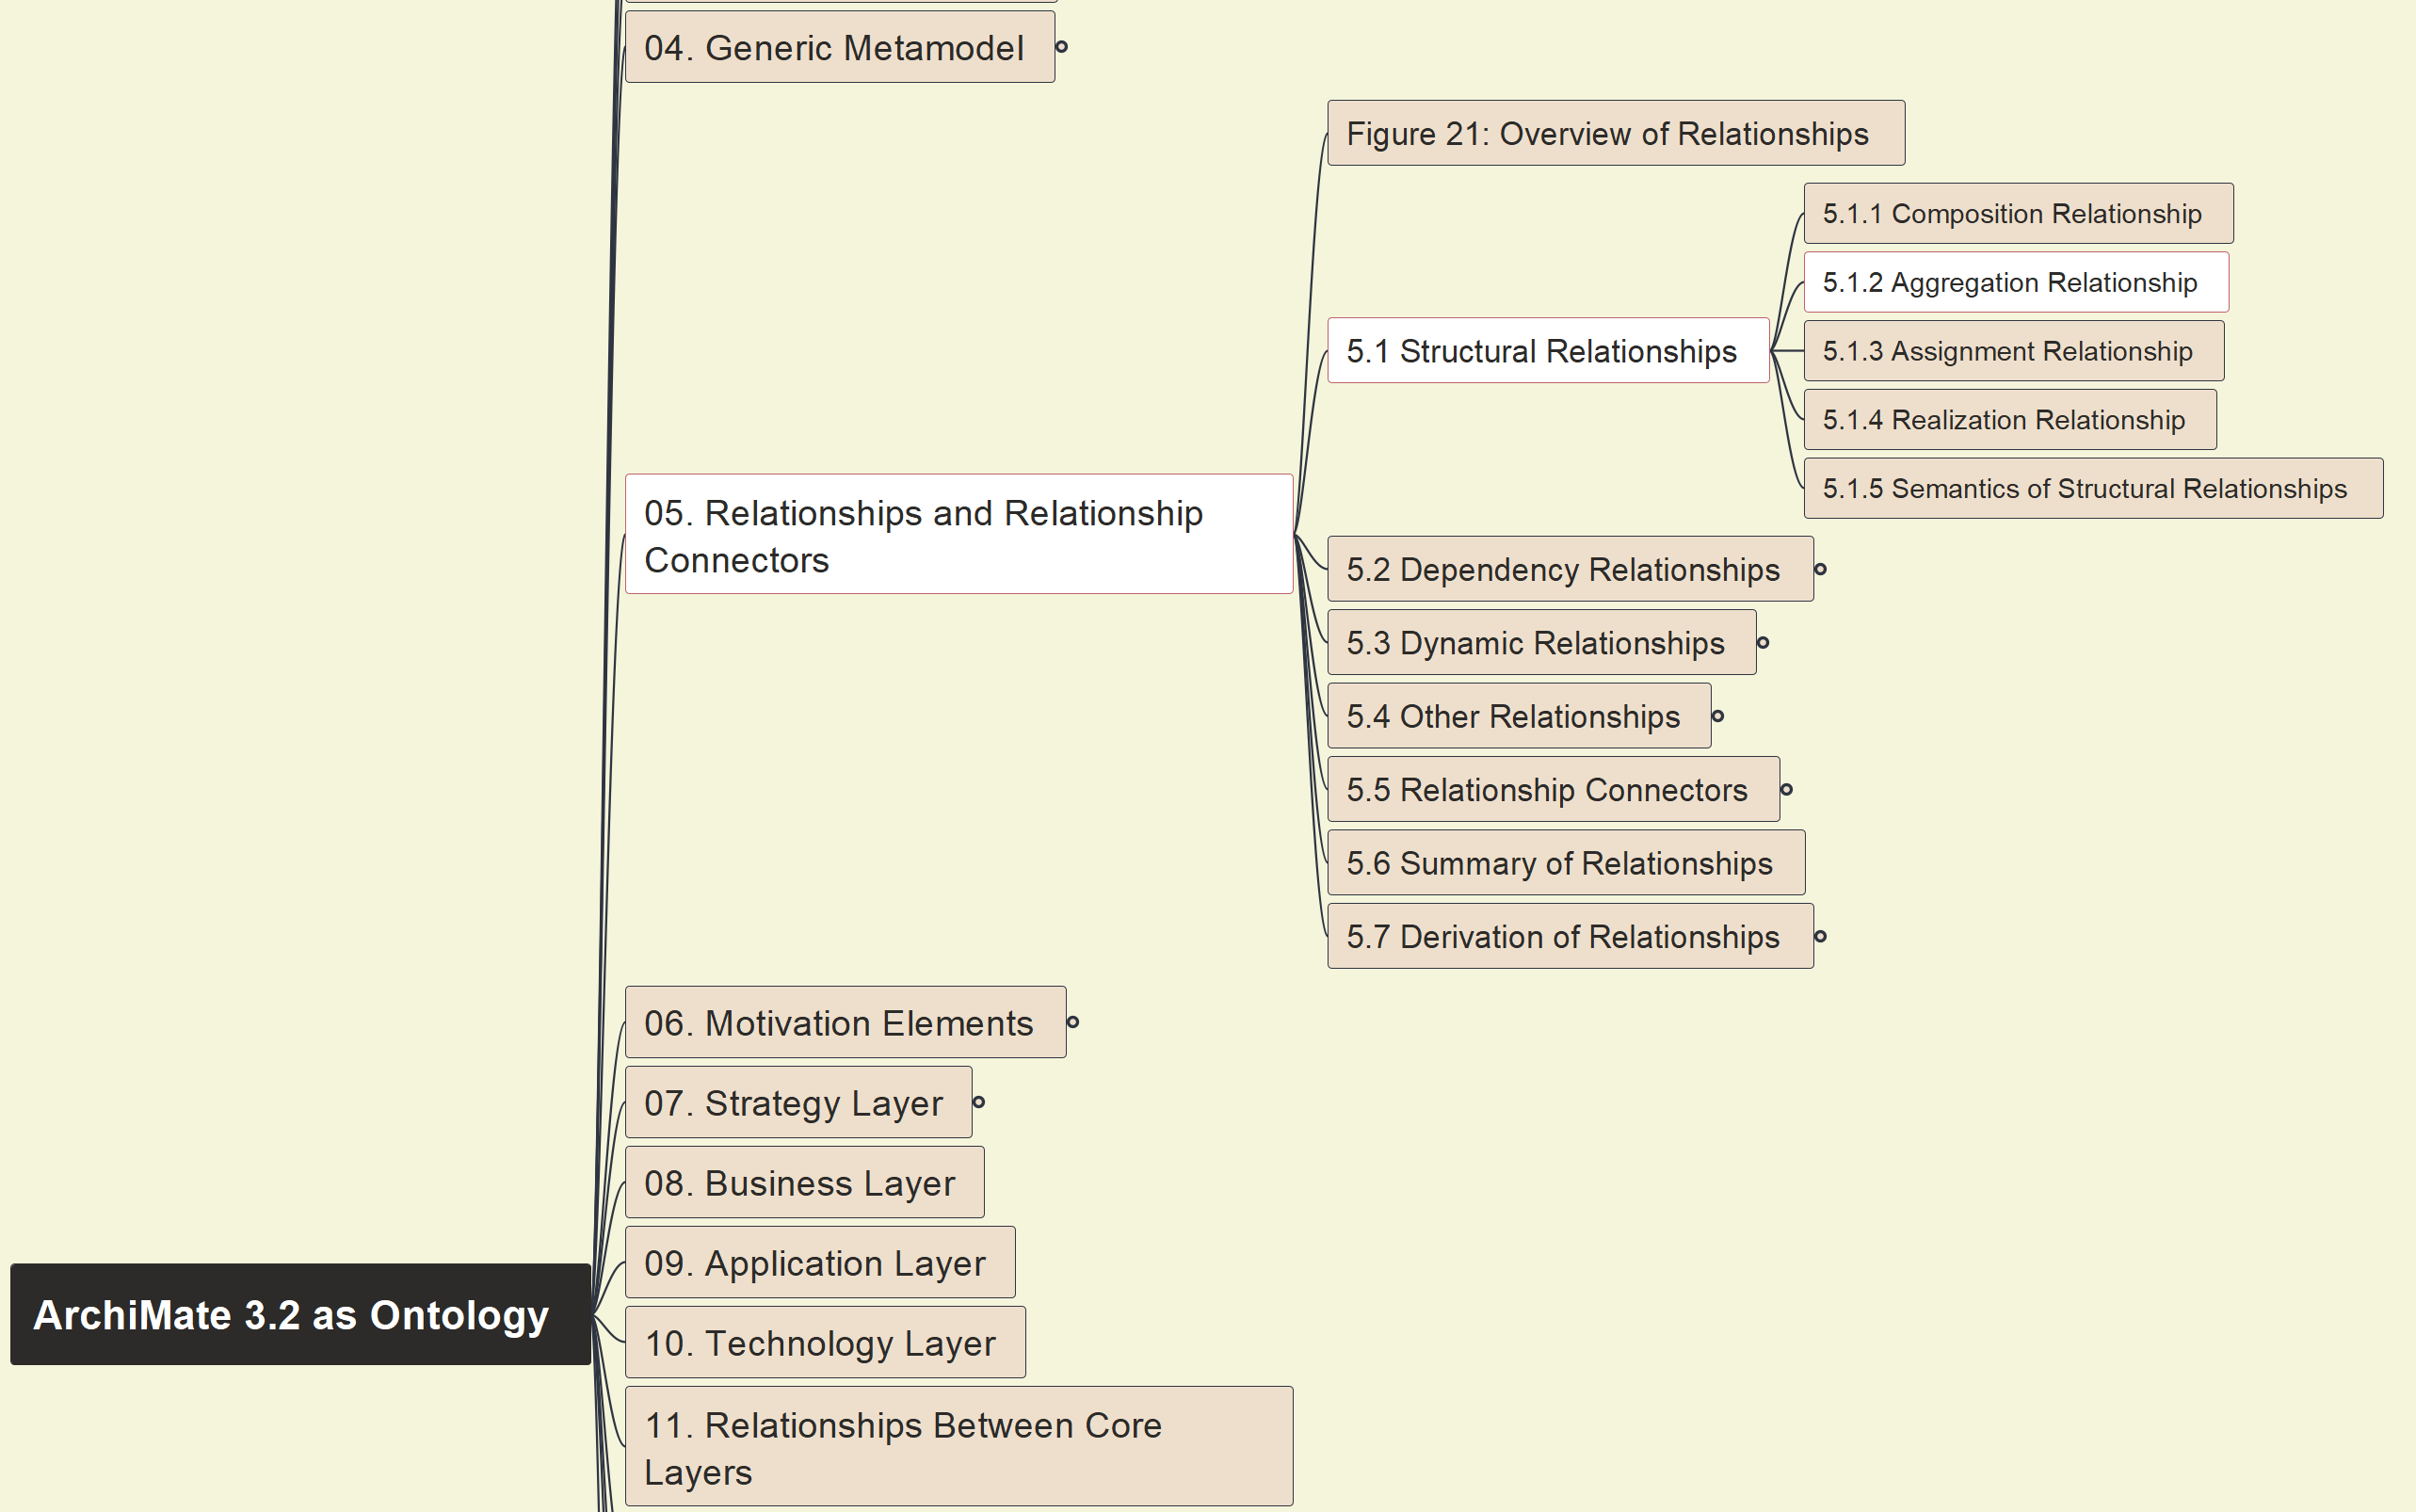 04. Generic Metamodel
Figure 21: Overview of Relationships
5.1 Structural Relationships
5.1.1 Composition Relationship
5.1.2 Aggregation Relationship
5.1.3 Assignment Relationship
5.1.4 Realization Relationship
5.1.5 Semantics of Structural Relationships
05. Relationships and Relationship
Connectors
5.2 Dependency Relationships
5.3 Dynamic Relationships
5.4 Other Relationships
5.5 Relationship Connectors
5.6 Summary of Relationships
5.7 Derivation of Relationships
06. Motivation Elements
07. Strategy Layer
08. Business Layer
09. Application Layer
ArchiMate 3.2 as Ontology
10. Technology Layer
11. Relationships Between Core
Layers